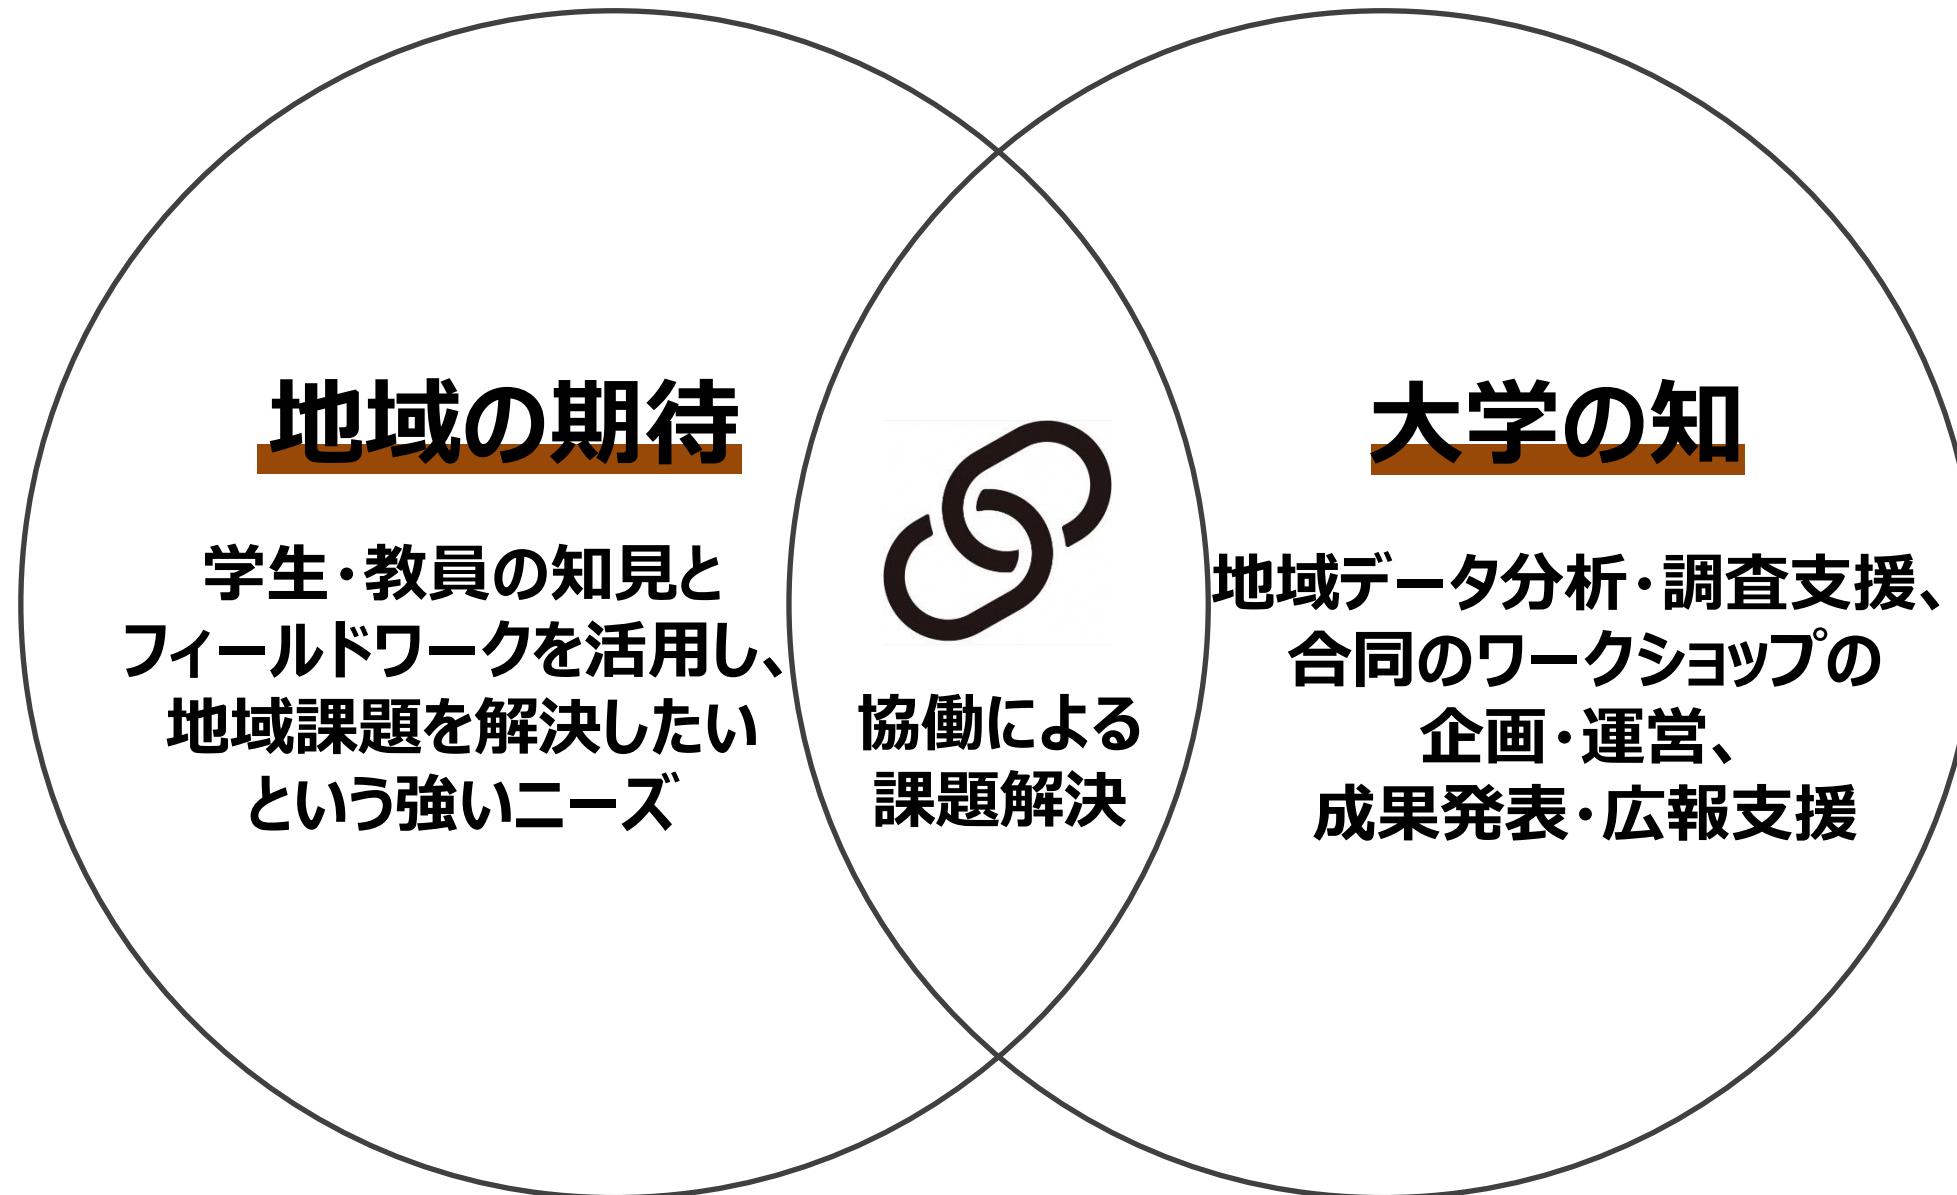 地域の期待
学生・教員の知見と
フィールドワークを活用し、
地域課題を解決したい
という強いニーズ
協働による
課題解決
大学の知
地域データ分析・調査支援、
合同のワークショップの
企画・運営、
成果発表・広報支援